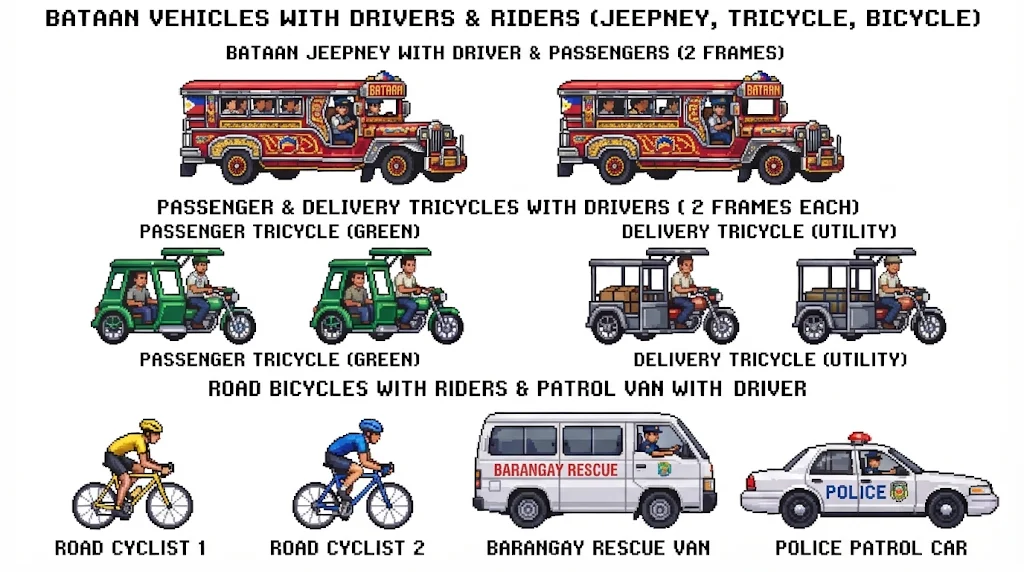 BATAAN VEHICLES WITH DRIVERS & RIDERS (JEEPNEY, TRICYCLE, BICYCLE)
BATAAN JEEPNEY WITH DRIVER & PASSENGERS (2 FRAMES)
BATAAN
BATAAN
PASSENGER & DELIVERY TRICYCLES WITH DRIVERS ( 2 FRAMES EACH)
PASSENGER TRICYCLE (GREEN)
DELIVERY TRICYCLE (UTILITY)
PASSENGER TRICYCLE (GREEN)
DELIVERY TRICYCLE (UTILITY)
ROAD BICYCLES WITH RIDERS & PATROL VAN WITH DRIVER
BARANGAY RESCUE
POLICE
ROAD CYCLIST 1
ROAD CYCLIST 2
BARANGAY RESCUE VAN
POLICE PATROL CAR